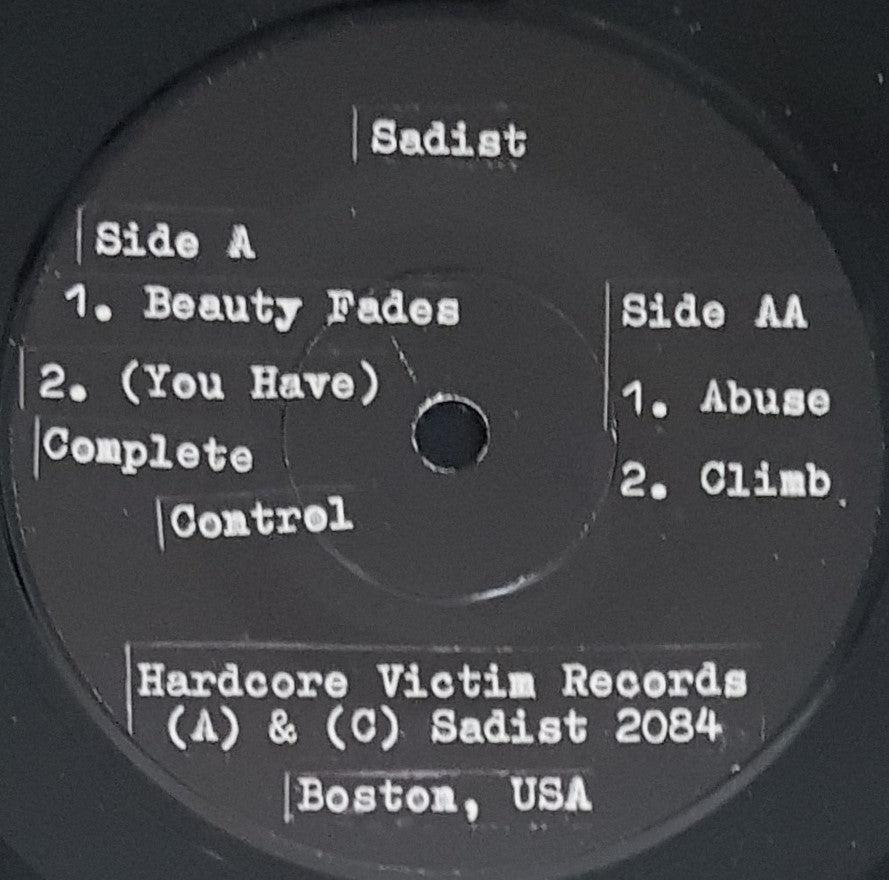 Sadist
Side A
1. Beauty Fades
2. (You Have)
Complete
Control
Side AA
1. Abuse
2. Climb
Hardcore Victim Records
(A) & (C) Sadist 2084
Boston, USA